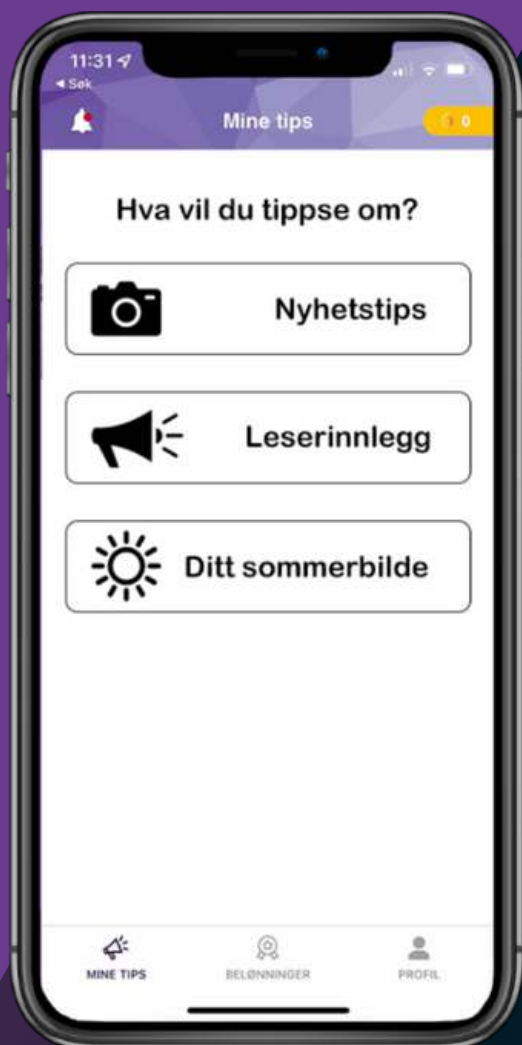 11:31
◄ Søk
Mine tips
0
Hva vil du tippse om?
Nyhetstips
Leserinnlegg
Ditt sommerbilde
MINE TIPS
BELØNNINGER
PROFIL